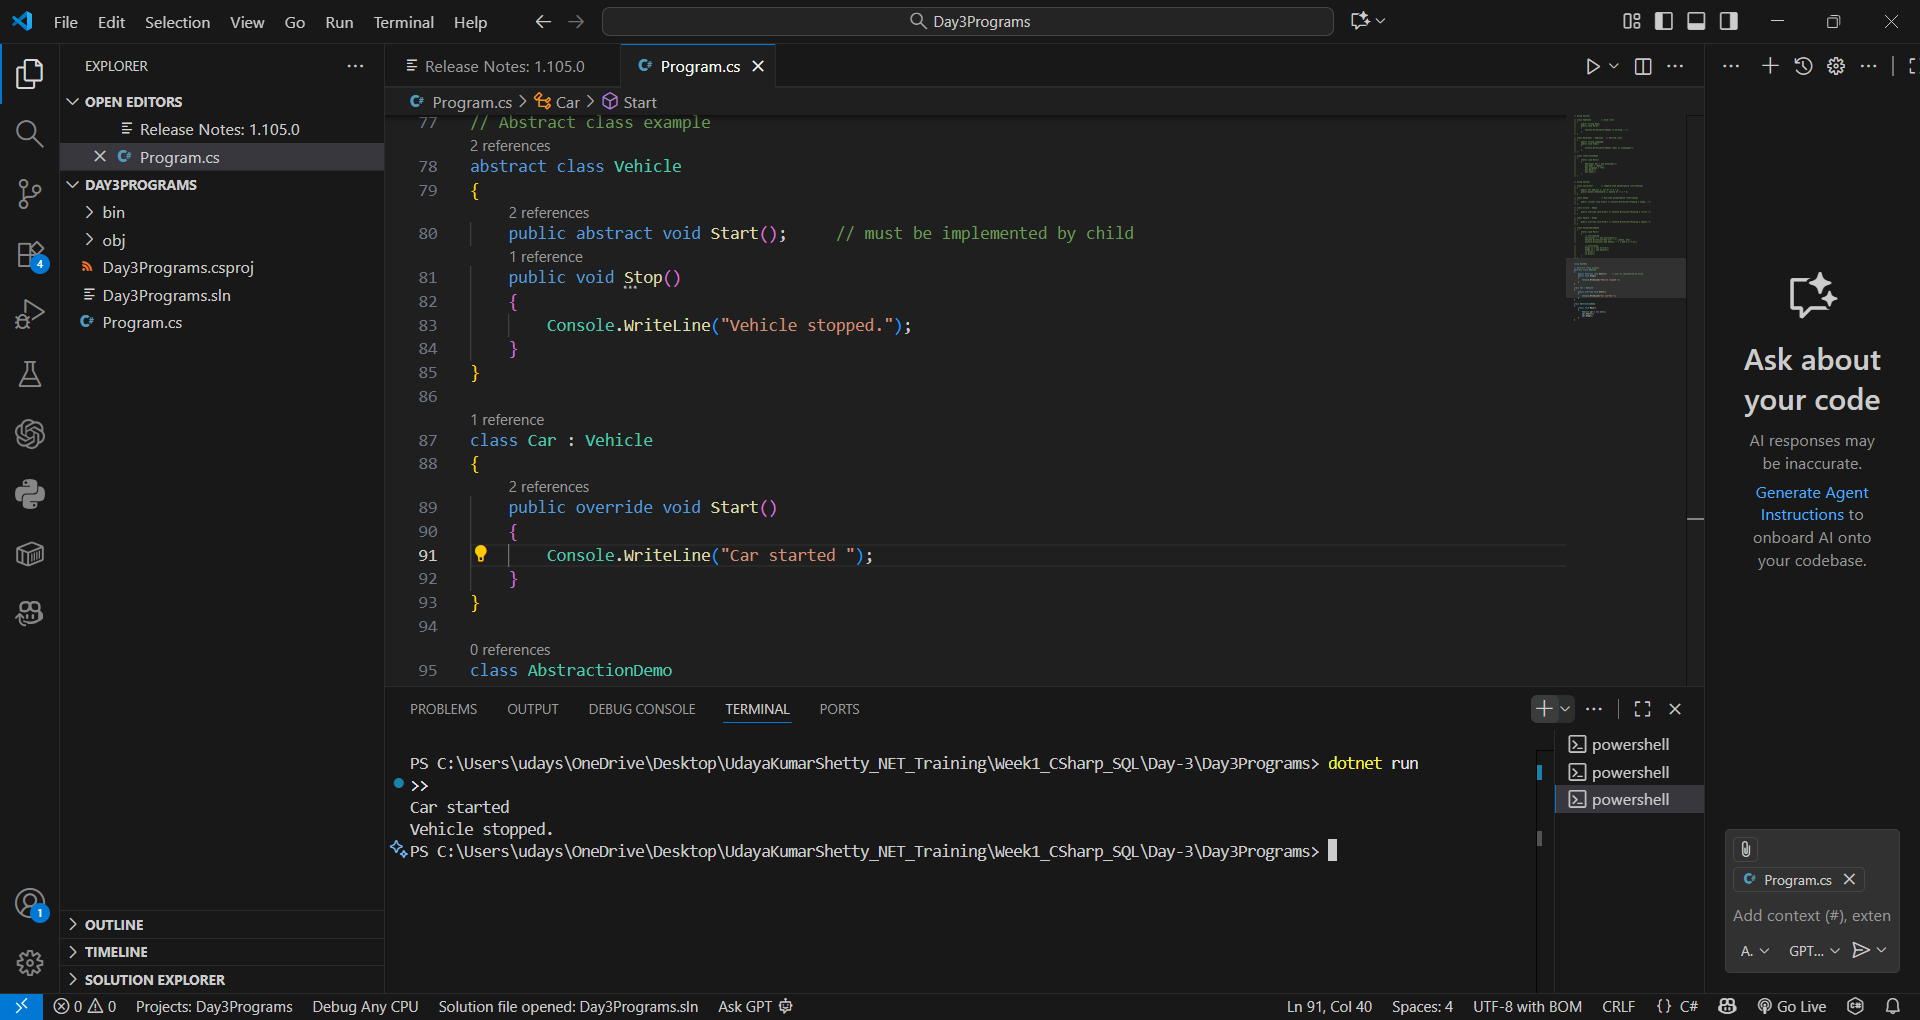 File Edit Selection View Go Run Terminal Help
Day3Programs
EXPLORER
OPEN EDITORS
Release Notes: 1.105.0
Program.cs
DAY3PROGRAMS
bin
obj
Day3Programs.csproj
Day3Programs.sln
Program.cs
OUTLINE
TIMELINE
SOLUTION EXPLORER
4
1
Release Notes: 1.105.0
Program.cs
Program.cs > Car > Start
77 // Abstract class example
2 references
78 abstract class Vehicle
79 {
2 references
80 public abstract void Start(); // must be implemented by child
1 reference
81 public void Stop()
82 {
83 Console.WriteLine("Vehicle stopped.");
84 }
85 }
86
1 reference
87 class Car : Vehicle
88 {
2 references
89 public override void Start()
90 {
91 Console.WriteLine("Car started ");
92 }
93 }
94
0 references
95 class AbstractionDemo
PROBLEMS OUTPUT DEBUG CONSOLE TERMINAL PORTS
PS C:\Users\udays\OneDrive\Desktop\UdayaKumarShetty_NET_Training\Week1_CSharp_SQL\Day-3\Day3Programs> dotnet run
>>
Car started
Vehicle stopped.
PS C:\Users\udays\OneDrive\Desktop\UdayaKumarShetty_NET_Training\Week1_CSharp_SQL\Day-3\Day3Programs>
powershell
powershell
powershell
Ask about
your code
AI responses may
be inaccurate.
Generate Agent
Instructions to
onboard AI onto
your codebase.
Program.cs
Add context (#), exten
A.
GPT...
0 0 Projects: Day3Programs Debug Any CPU Solution file opened: Day3Programs.sln Ask GPT
Ln 91, Col 40 Spaces: 4 UTF-8 with BOM CRLF {} C# Go Live